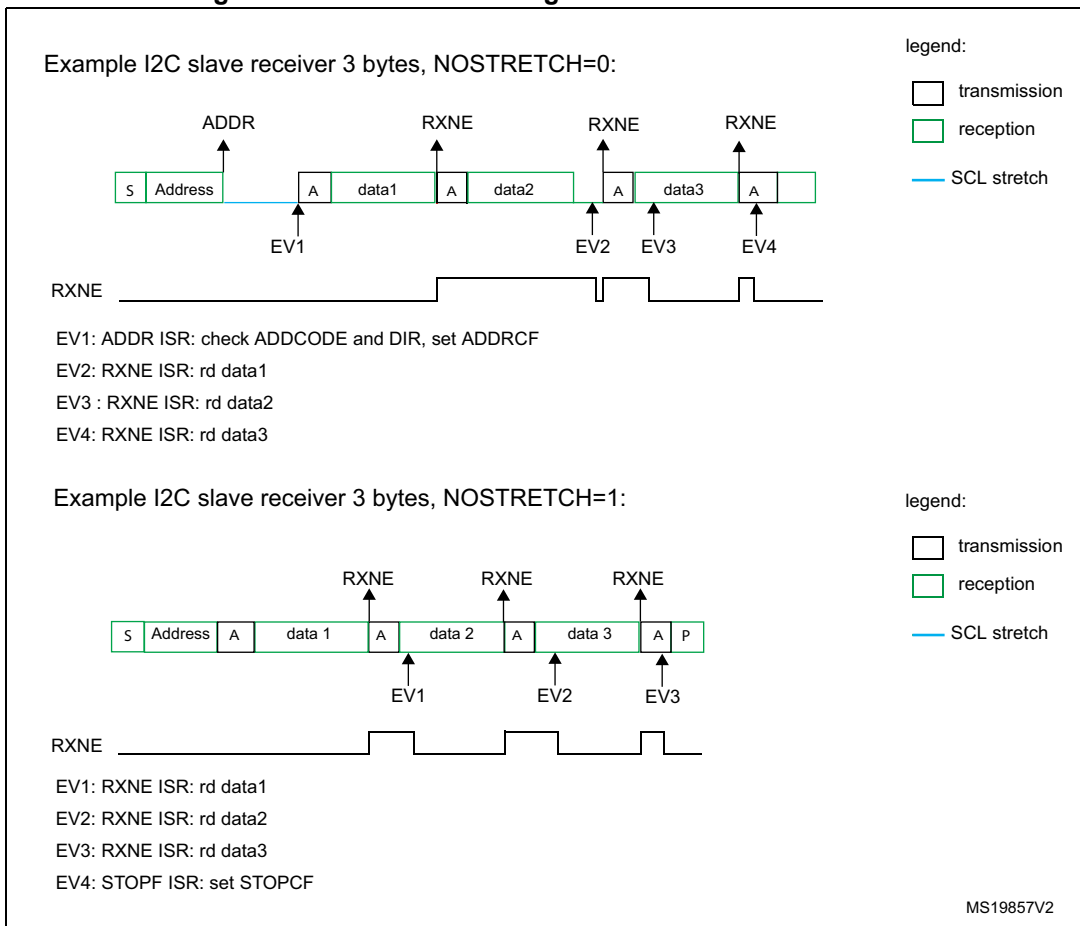 Example I2C slave receiver 3 bytes, NOSTRETCH=0:
legend:
transmission
reception
SCL stretch
ADDR RXNE RXNE RXNE
S Address A data1 A data2 A data3 A
EV1 EV2 EV3 EV4
RXNE
EV1: ADDR ISR: check ADDCODE and DIR, set ADDRCF
EV2: RXNE ISR: rd data1
EV3 : RXNE ISR: rd data2
EV4: RXNE ISR: rd data3
Example I2C slave receiver 3 bytes, NOSTRETCH=1:
legend:
transmission
reception
SCL stretch
RXNE RXNE RXNE
S Address A data 1 A data 2 A data 3 A P
EV1 EV2 EV3
RXNE
EV1: RXNE ISR: rd data1
EV2: RXNE ISR: rd data2
EV3: RXNE ISR: rd data3
EV4: STOPF ISR: set STOPCF
MS19857V2